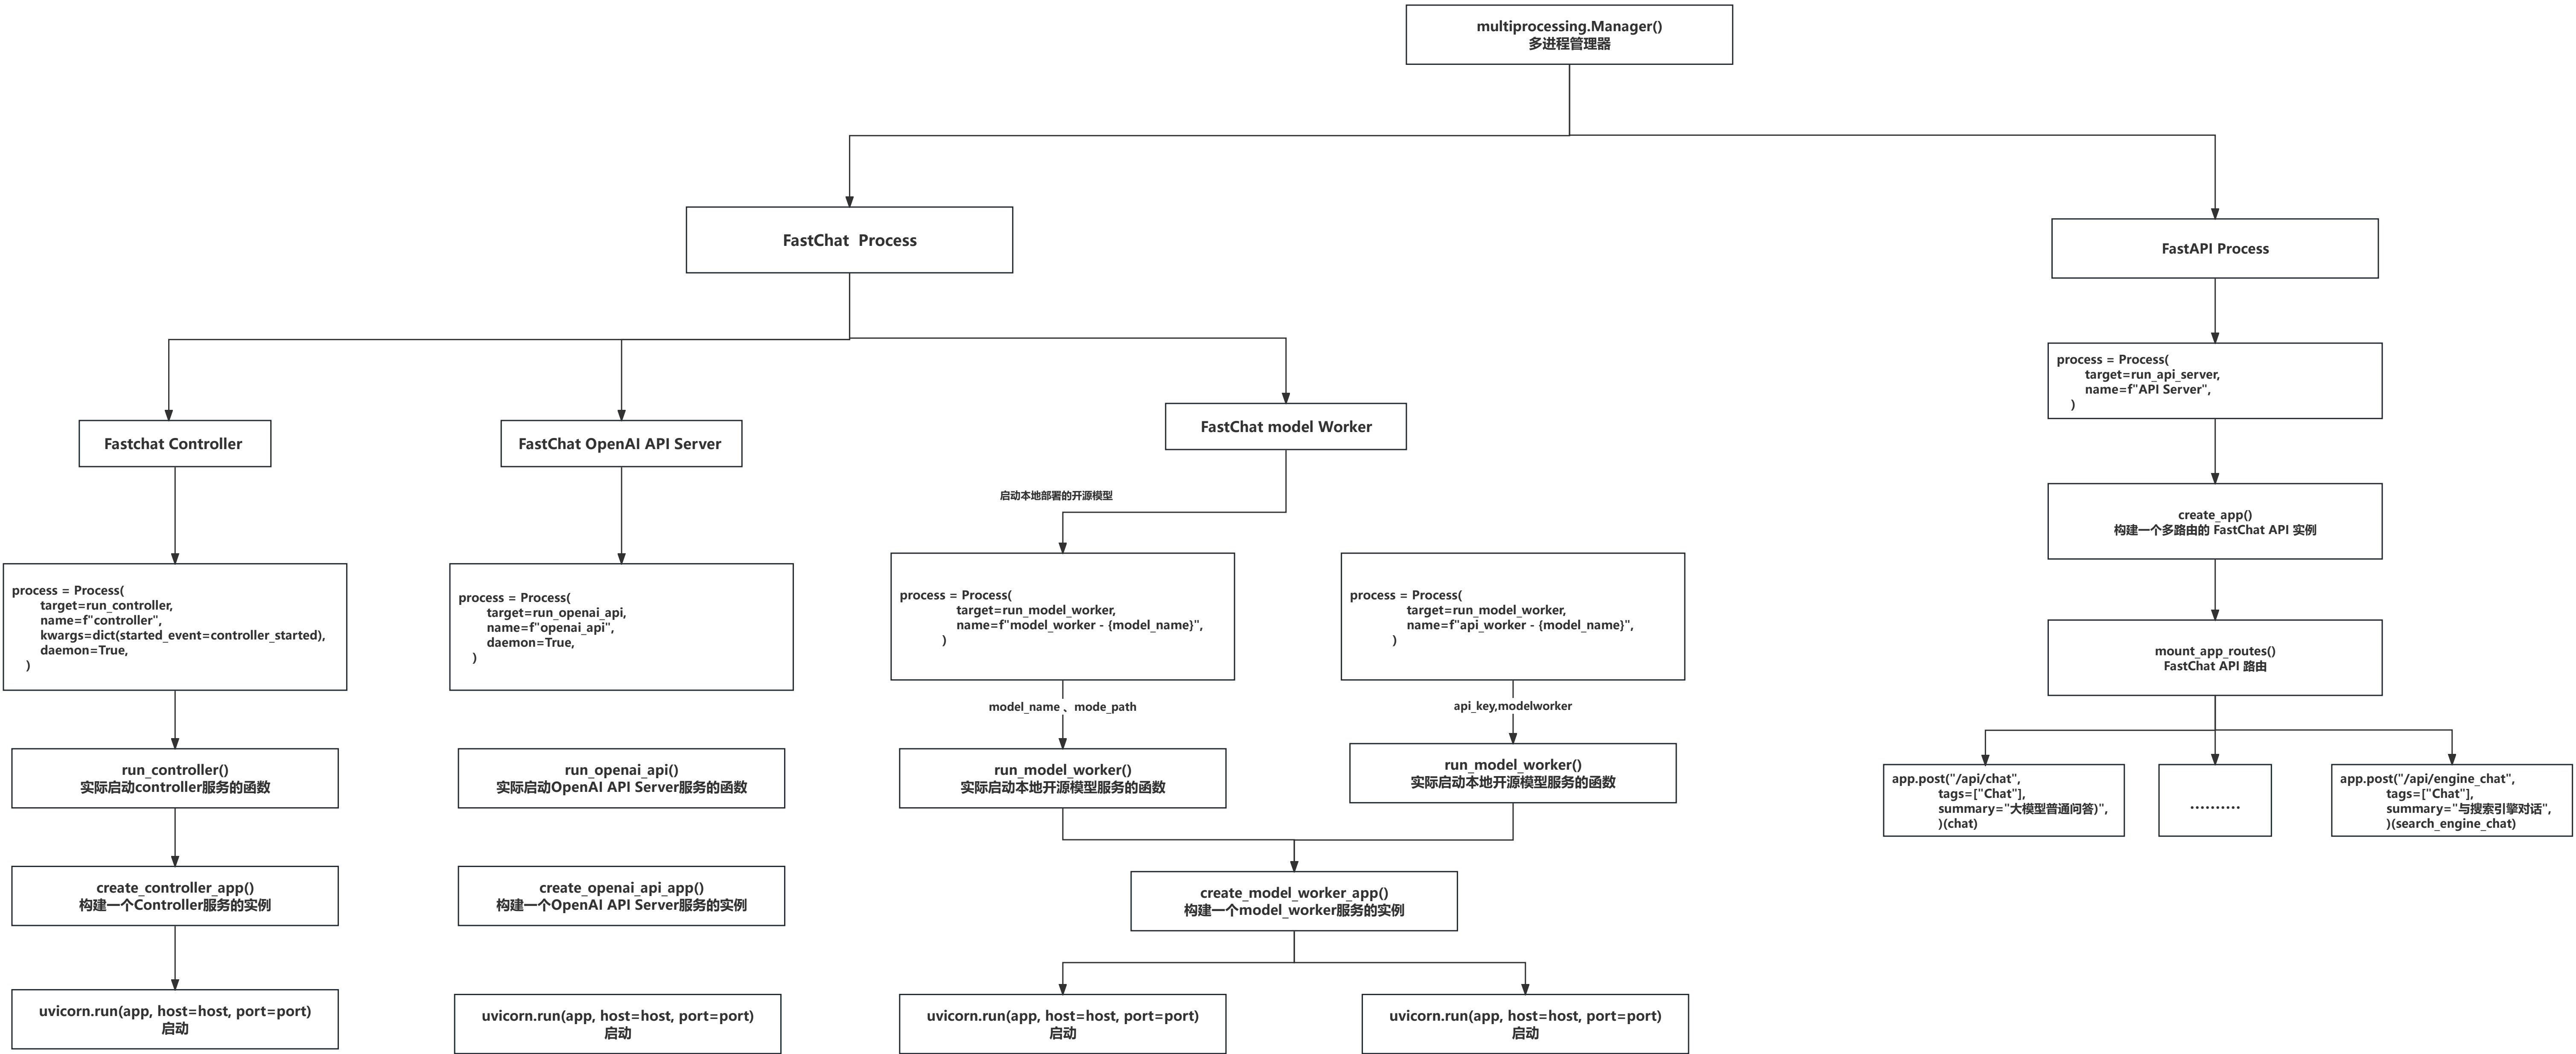 multiprocessing.Manager()
多进程管理器
FastChat  Process
FastAPI Process
process = Process(
target=run_api_server,
name=f"API Server",
)
Fastchat Controller
FastChat OpenAI API Server
FastChat model Worker
启动本地部署的开源模型
create_app()
构建一个多路由的 FastChat API 实例
process = Process(
target=run_controller,
name=f"controller",
kwargs=dict(started_event=controller_started),
daemon=True,
)
process = Process(
target=run_openai_api,
name=f"openai_api",
daemon=True,
)
process = Process(
target=run_model_worker,
name=f"model_worker - {model_name}",
)
process = Process(
target=run_model_worker,
name=f"api_worker - {model_name}",
)
mount_app_routes()
FastChat API 路由
model_name 、mode_path
api_key,modelworker
run_controller()
实际启动controller服务的函数
run_openai_api()
实际启动OpenAI API Server服务的函数
run_model_worker()
实际启动本地开源模型服务的函数
run_model_worker()
实际启动本地开源模型服务的函数
app.post("/api/chat",
tags=["Chat"],
summary="大模型普通问答)",
)(chat)
..........
app.post("/api/engine_chat",
tags=["Chat"],
summary="与搜索引擎对话",
)(search_engine_chat)
create_controller_app()
构建一个Controller服务的实例
create_openai_api_app()
构建一个OpenAI API Server服务的实例
create_model_worker_app()
构建一个model_worker服务的实例
uvicorn.run(app, host=host, port=port)
启动
uvicorn.run(app, host=host, port=port)
启动
uvicorn.run(app, host=host, port=port)
启动
uvicorn.run(app, host=host, port=port)
启动